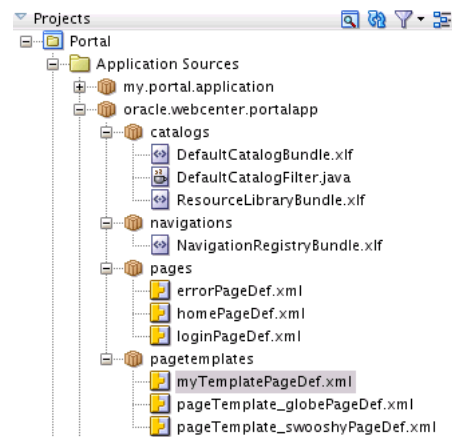 Projects
Portal
Application Sources
my.portal.application
oracle.webcenter.portalapp
catalogs
DefaultCatalogBundle.xlf
DefaultCatalogFilter.java
ResourceLibraryBundle.xlf
navigations
NavigationRegistryBundle.xlf
pages
errorPageDef.xml
homePageDef.xml
loginPageDef.xml
pagetemplates
myTemplatePageDef.xml
pageTemplate_globePageDef.xml
pageTemplate_swooshyPageDef.xml